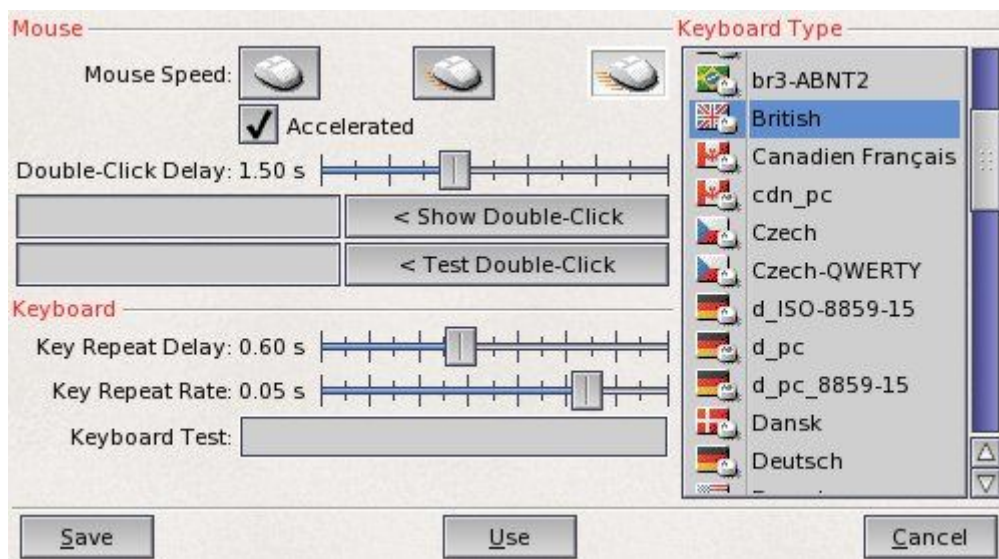 Mouse
Mouse Speed:
Accelerated
Double-Click Delay: 1.50 s
< Show Double-Click
< Test Double-Click
Keyboard
Key Repeat Delay: 0.60 s
Key Repeat Rate: 0.05 s
Keyboard Test:
Keyboard Type
br3-ABNT2
British
Canadien Français
cdn_pc
Czech
Czech-QWERTY
d_ISO-8859-15
d_pc
d_pc_8859-15
Dansk
Deutsch
Save
Use
Cancel